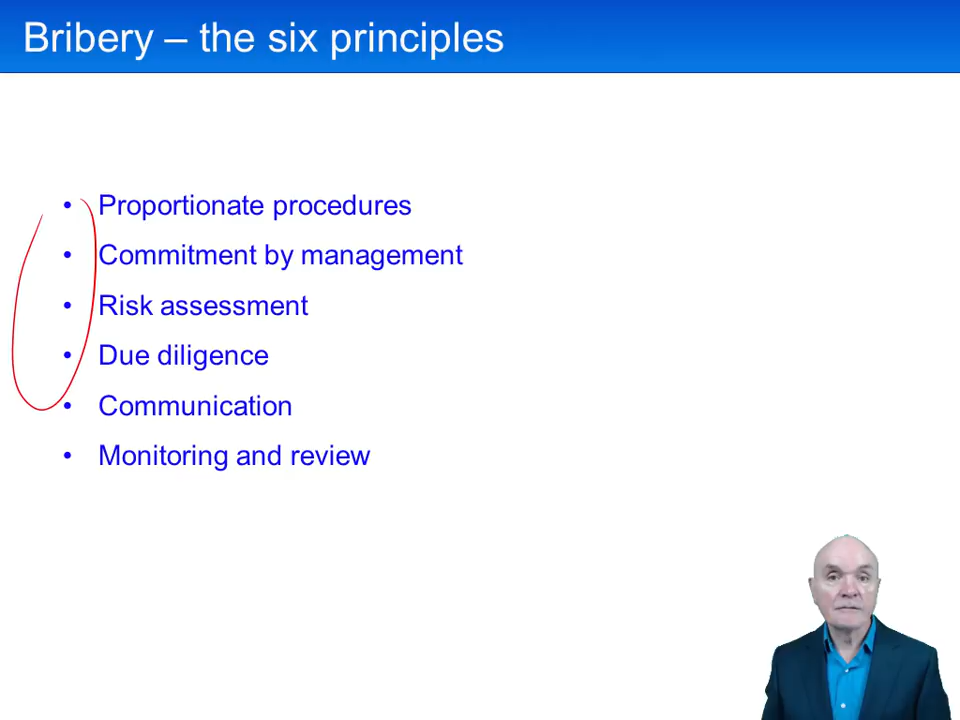 Bribery – the six principles
• Proportionate procedures
• Commitment by management
• Risk assessment
• Due diligence
• Communication
• Monitoring and review